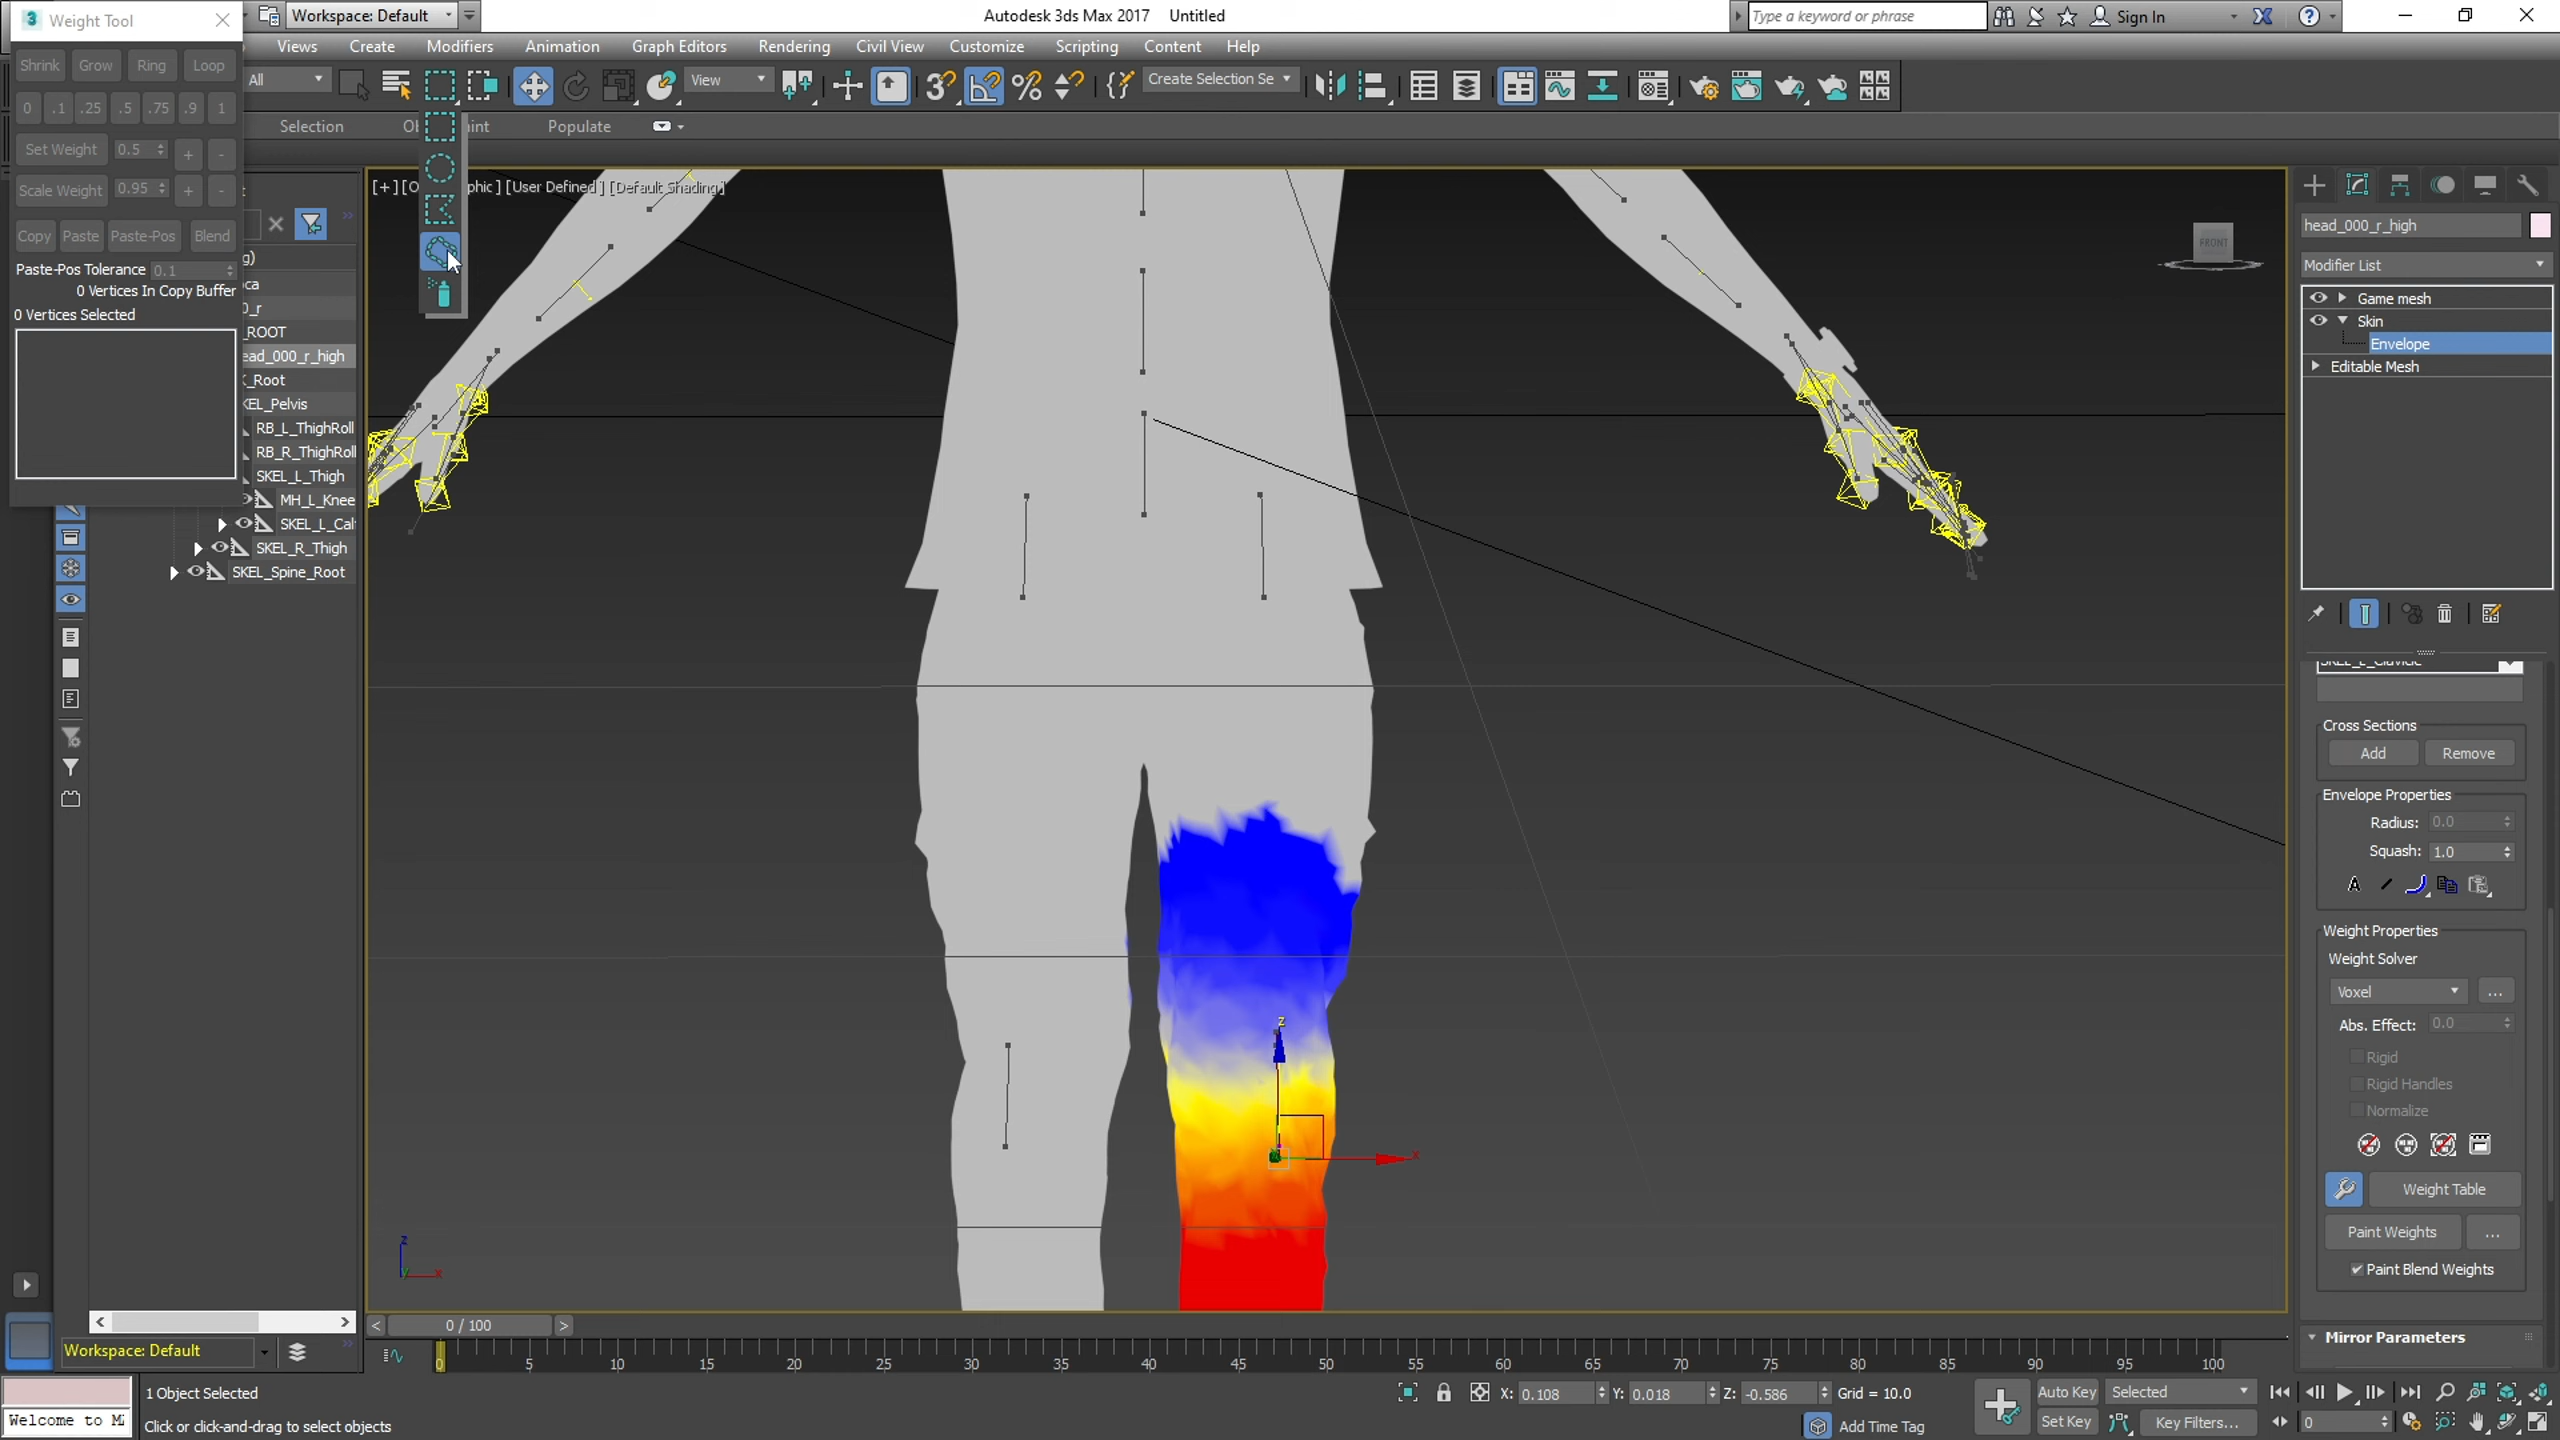 Weight Tool
Workspace: Default
Autodesk 3ds Max 2017 Untitled
Type a keyword or phrase
Sign In
Views Create Modifiers Animation Graph Editors Rendering Civil View Customize Scripting Content Help
Shrink Grow Ring Loop
All
View
Create Selection Se
0 .1 .25 .5 .75 .9 1
Selection
Populate
Set Weight 0.5 + -
Scale Weight 0.95 + -
Copy Paste Paste-Pos Blend
Paste-Pos Tolerance 0.1
0 Vertices In Copy Buffer
0 Vertices Selected
_ROOT
ead_000_r_high
_Root
KEL_Pelvis
RB_L_ThighRoll
RB_R_ThighRoll
SKEL_L_Thigh
MH_L_Knee
SKEL_L_Cal
SKEL_R_Thigh
SKEL_Spine_Root
[+] [O phic ] [User Defined ] [Default Shading ]
FRONT
z
x
z
x
head_000_r_high
Modifier List
Game mesh
Skin
Envelope
Editable Mesh
SKEL_L_Clavicle
Cross Sections
Add Remove
Envelope Properties
Radius: 0.0
Squash: 1.0
A
Weight Properties
Weight Solver
Voxel ...
Abs. Effect: 0.0
Rigid
Rigid Handles
Normalize
Weight Table
Paint Weights ...
Paint Blend Weights
Mirror Parameters
< 0 / 100 >
Workspace: Default
0 5 10 15 20 25 30 35 40 45 50 55 60 65 70 75 80 85 90 95 100
1 Object Selected
X: 0.108 Y: 0.018 Z: -0.586 Grid = 10.0
Auto Key Selected
Welcome to M
Click or click-and-drag to select objects
Add Time Tag
Set Key Key Filters... 0